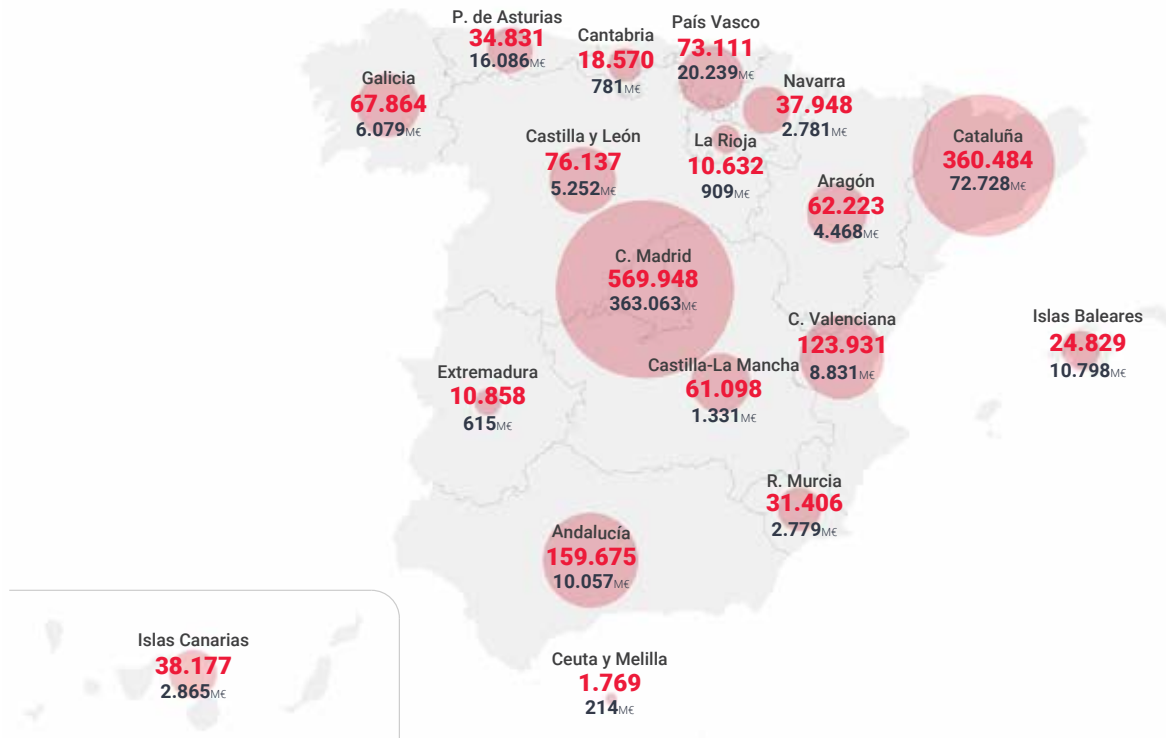 P. de Asturias
34.831
16.086M€
Cantabria
18.570
781M€
País Vasco
73.111
20.239M€
Galicia
67.864
6.079M€
Navarra
37.948
2.781M€
Castilla y León
76.137
5.252M€
La Rioja
10.632
909M€
Cataluña
360.484
72.728M€
Aragón
62.223
4.468M€
C. Madrid
569.948
363.063M€
C. Valenciana
123.931
8.831M€
Islas Baleares
24.829
10.798M€
Castilla-La Mancha
61.098
1.331M€
Extremadura
10.858
615M€
R. Murcia
31.406
2.779M€
Andalucía
159.675
10.057M€
Islas Canarias
38.177
2.865M€
Ceuta y Melilla
1.769
214M€